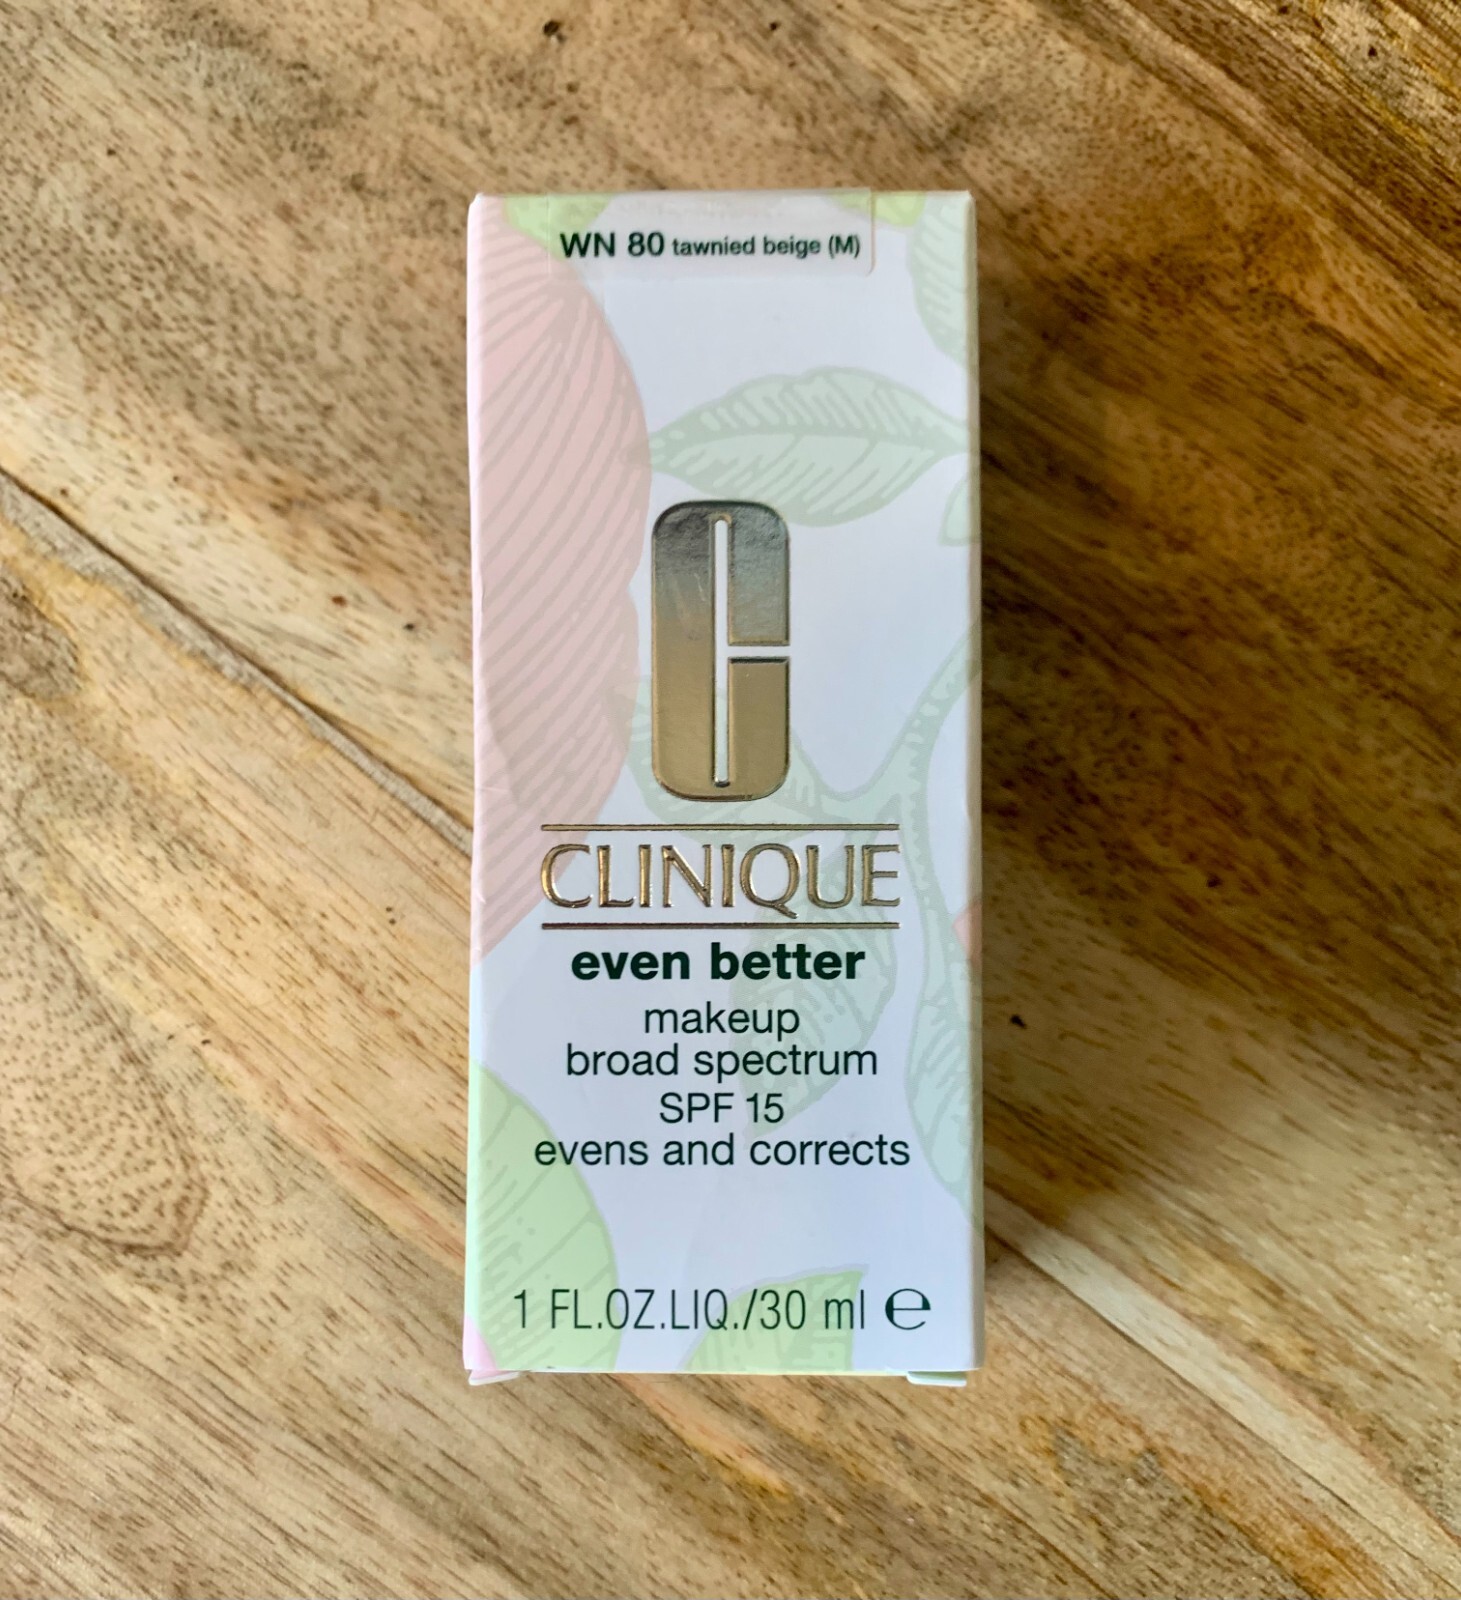 WN 80 tawnied beige (M)
C
CLINIQUE
even better
makeup
broad spectrum
SPF 15
evens and corrects
1 FL.OZ.LIQ./30 ml ℮